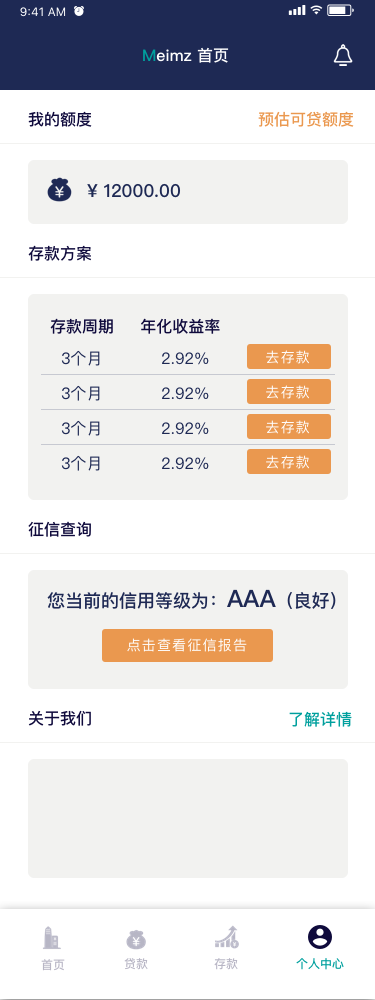 9:41 AM
Meimz 首页
我的额度 预估可贷额度
¥ ¥ 12000.00
存款方案
存款周期 年化收益率
3个月 2.92% 去存款
3个月 2.92% 去存款
3个月 2.92% 去存款
3个月 2.92% 去存款
征信查询
您当前的信用等级为：AAA（良好）
点击查看征信报告
关于我们 了解详情
首页 贷款 存款 个人中心